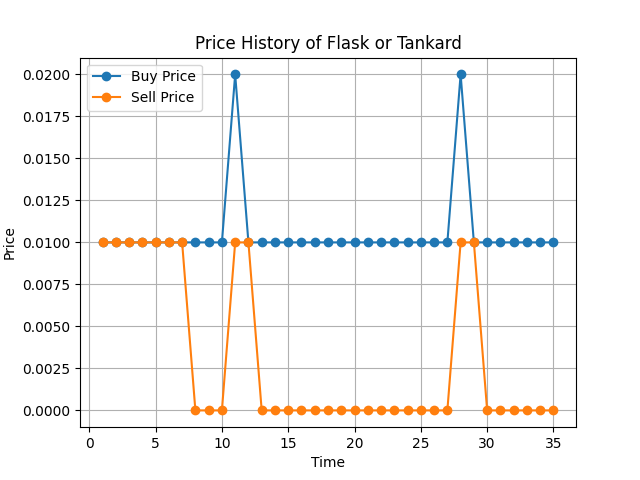 Price History of Flask or Tankard
Buy Price
Sell Price
0.0200
0.0175
0.0150
0.0125
0.0100
0.0075
0.0050
0.0025
0.0000
Price
0 5 10 15 20 25 30 35
Time